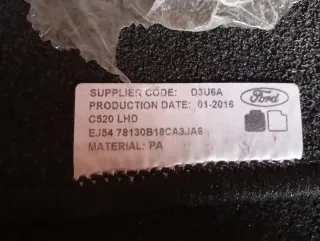 SUPPLIER CODE: D3U6A
PRODUCTION DATE: 01-2016
Ford
C520 LHD
EJ54 78130B18CA3JA6
MATERIAL: PA